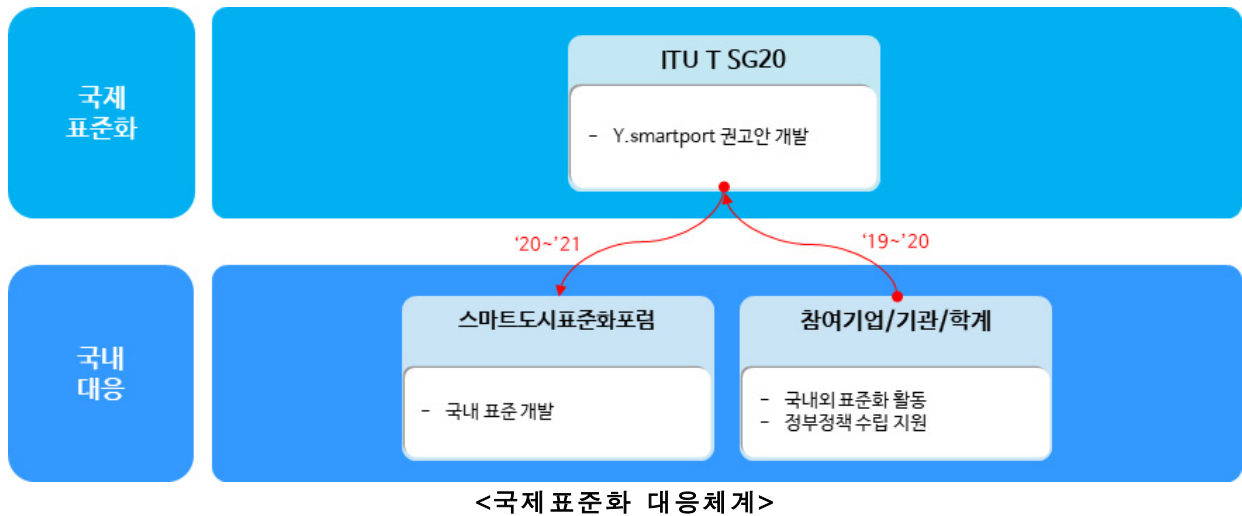 국제
표준화
ITU T SG20
- Y.smartport 권고안 개발
‘20~’21
‘19~’20
국내
대응
스마트도시표준화포럼
- 국내 표준 개발
참여기업/기관/학계
- 국내외 표준화 활동
- 정부정책 수립 지원
<국제표준화 대응체계>